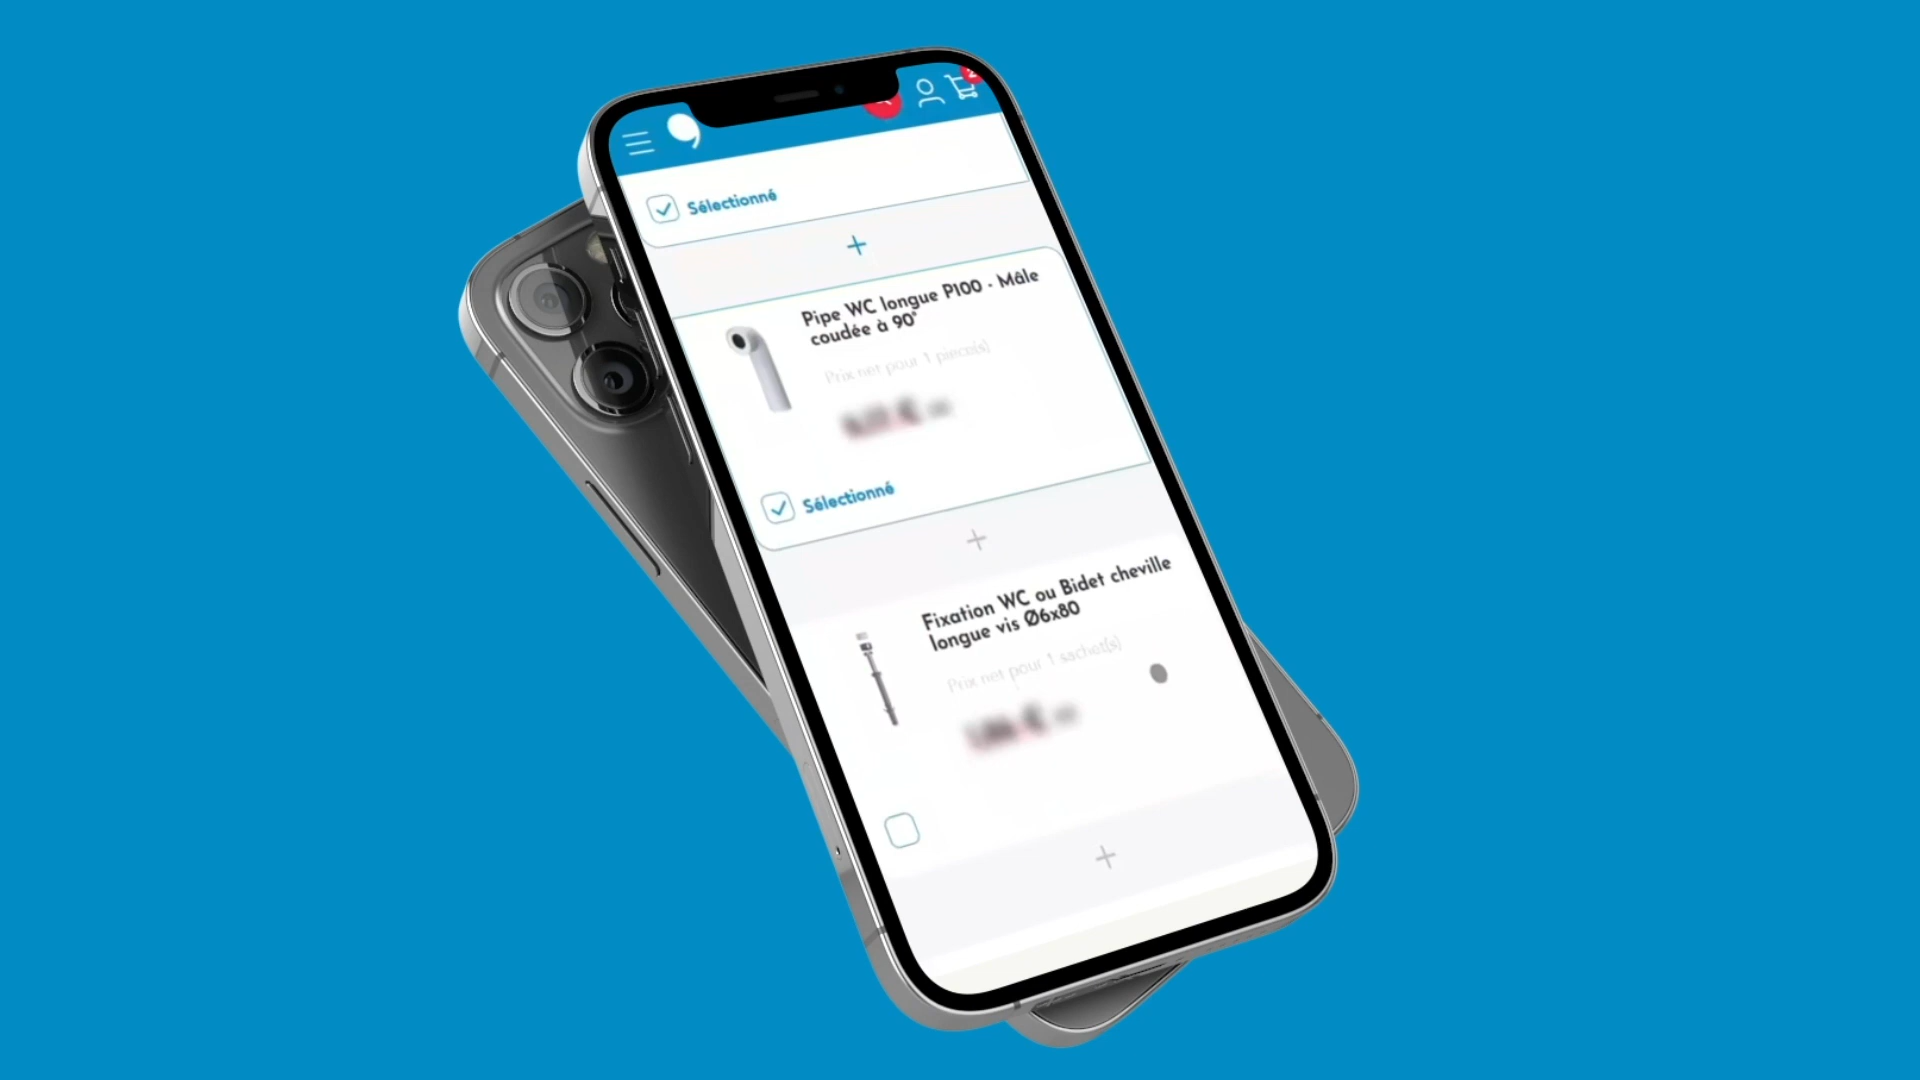 2
Sélectionné
+
Pipe WC longue P100 - Mâle
coudée à 90°
Prix net pour 1 pièce(s)
Sélectionné
+
Fixation WC ou Bidet cheville
longue vis Ø6x80
Prix net pour 1 sachet(s)
+